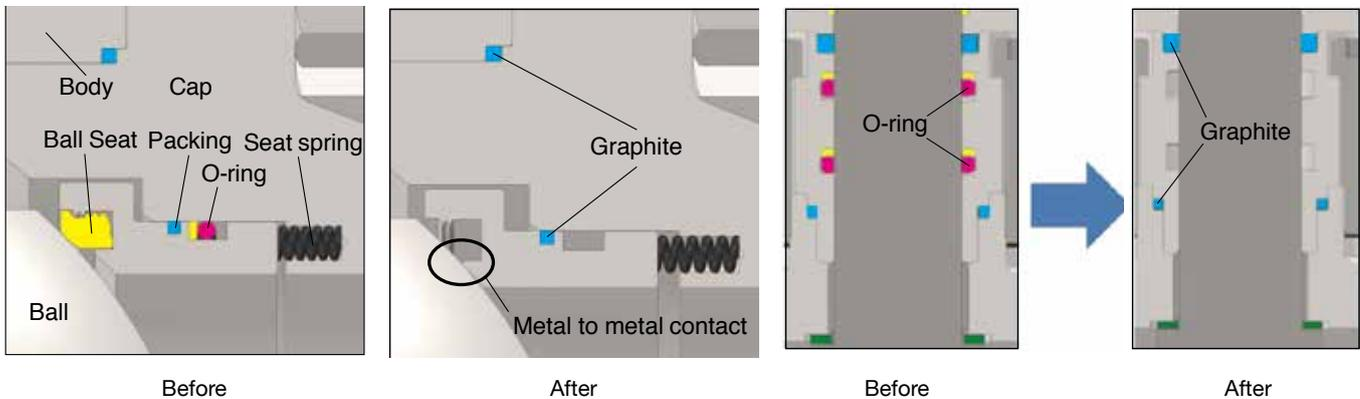 Body
Cap
Ball Seat
Packing
Seat spring
O-ring
Ball
Before
Graphite
Metal to metal contact
After
O-ring
Before
Graphite
After